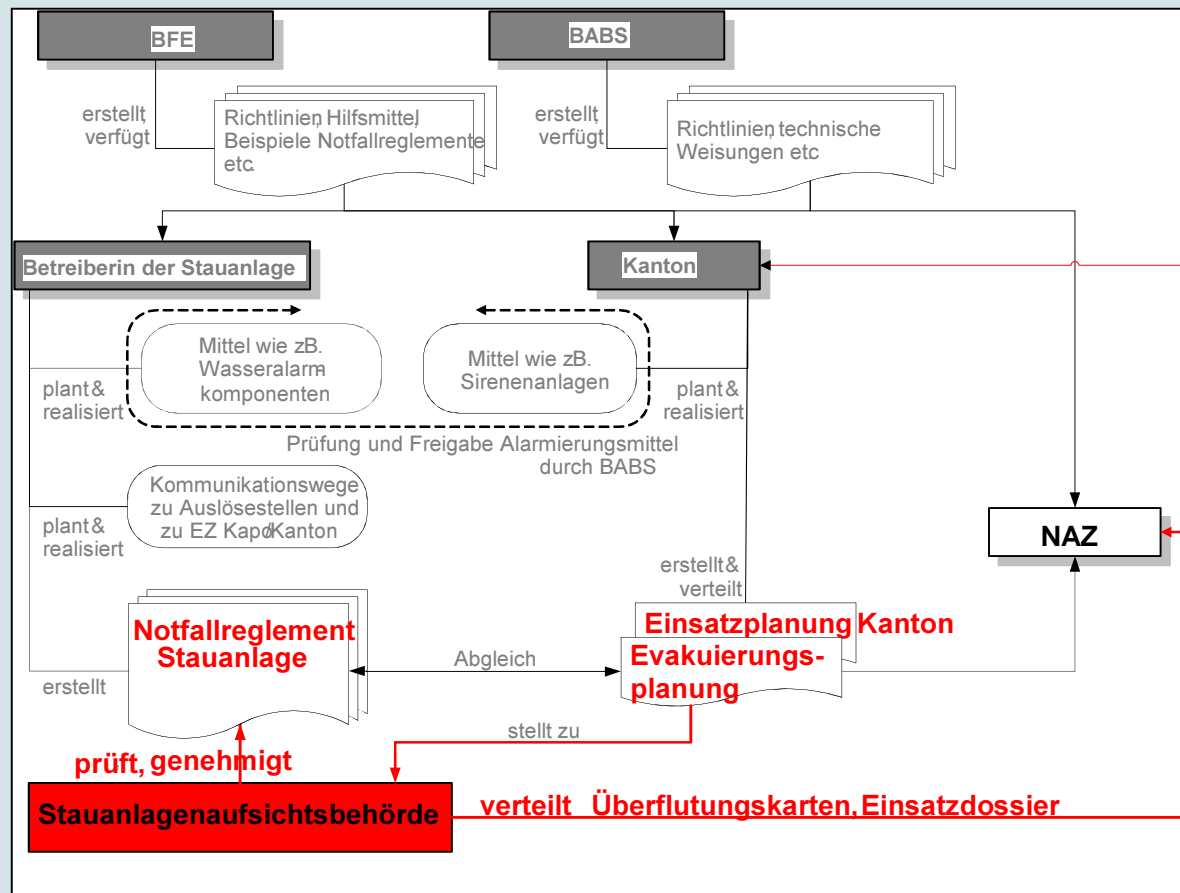 BFE
BABS
erstellt,
verfügt
Richtlinien, Hilfsmittel,
Beispiele Notfallreglemente
etc.
erstellt,
verfügt
Richtlinien, technische
Weisungen etc.
Betreiberin der Stauanlage
Kanton
Mittel wie zB.
Wasseralarm-
komponenten
Mittel wie zB.
Sirenenanlagen
plant &
realisiert
plant &
realisiert
Prüfung und Freigabe Alarmierungsmittel
durch BABS
Kommunikationswege
zu Auslösestellen und
zu EZ Kapo/Kanton
plant &
realisiert
NAZ
erstellt &
verteilt
Notfallreglement
Stauanlage
Einsatzplanung Kanton
Evakuierungs-
planung
Abgleich
erstellt
stellt zu
prüft, genehmigt
Stauanlagenaufsichtsbehörde
verteilt Überflutungskarten, Einsatzdossier